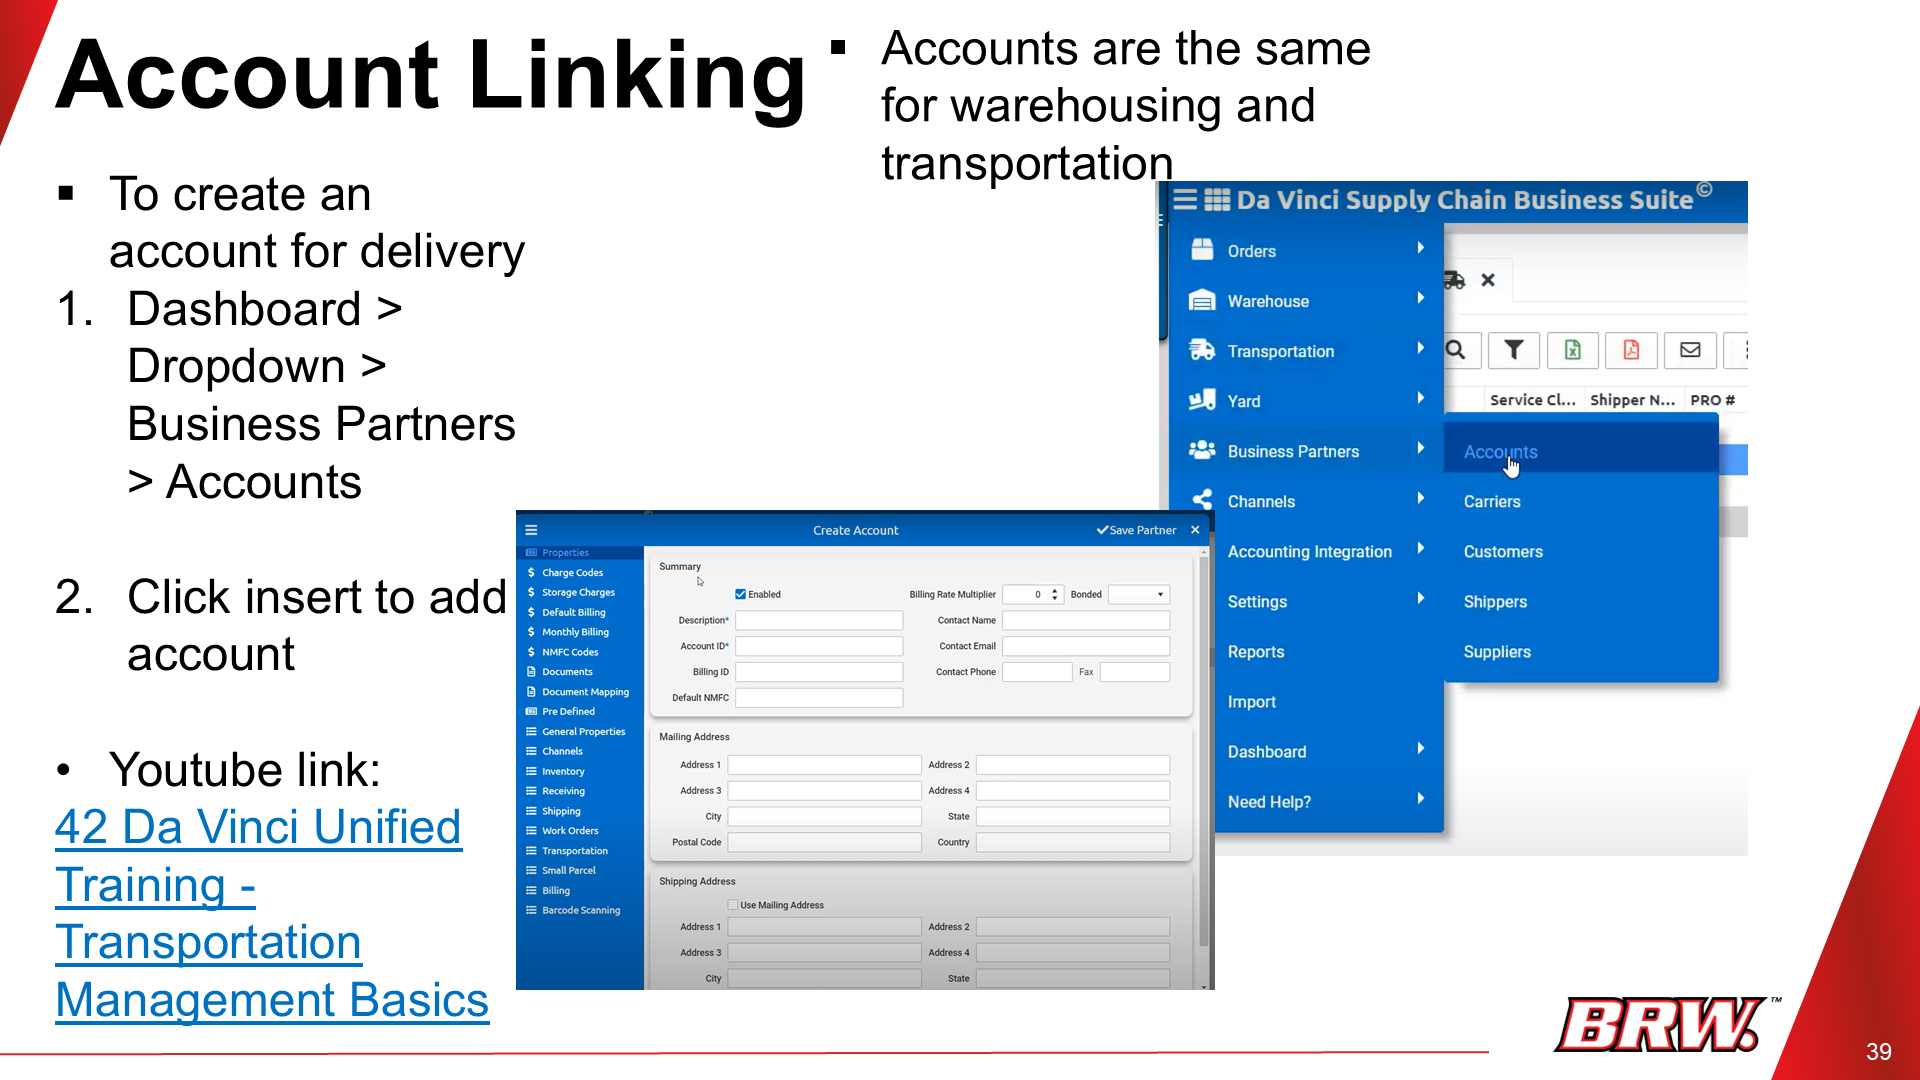 Account Linking
▪ Accounts are the same
for warehousing and
transportation
▪ To create an
account for delivery
1. Dashboard >
Dropdown >
Business Partners
> Accounts
2. Click insert to add
account
• Youtube link:
42 Da Vinci Unified
Training -
Transportation
Management Basics
Da Vinci Supply Chain Business Suite©
Orders
Warehouse
Transportation
Yard
Business Partners
Channels
Accounting Integration
Settings
Reports
Import
Dashboard
Need Help?
Service Cl... Shipper N... PRO #
Accounts
Carriers
Customers
Shippers
Suppliers
Create Account
Save Partner
Properties
Charge Codes
Storage Charges
Default Billing
Monthly Billing
NMFC Codes
Documents
Document Mapping
Pre Defined
General Properties
Channels
Inventory
Receiving
Shipping
Work Orders
Transportation
Small Parcel
Billing
Barcode Scanning
Summary
Enabled Billing Rate Multiplier 0 Bonded
Description* Contact Name
Account ID* Contact Email
Billing ID Contact Phone Fax
Default NMFC
Mailing Address
Address 1 Address 2
Address 3 Address 4
City State
Postal Code Country
Shipping Address
Use Mailing Address
Address 1 Address 2
Address 3 Address 4
City State
BRW.™
39